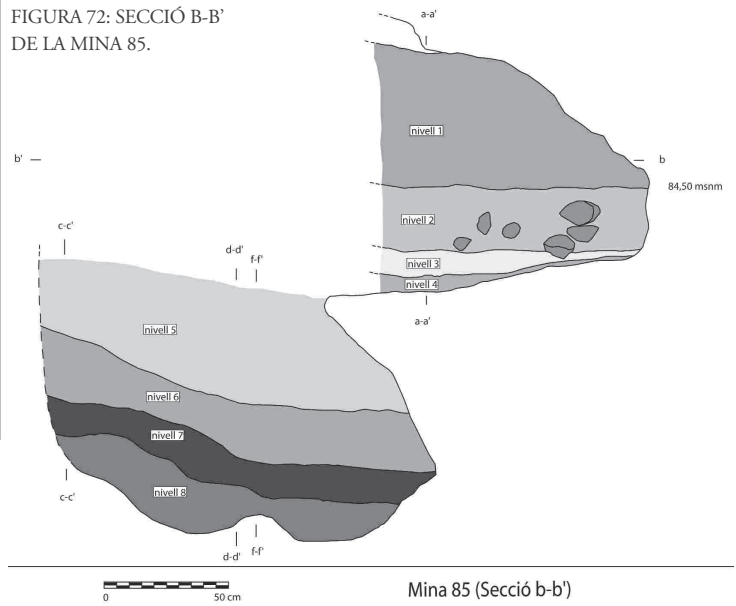 FIGURA 72: SECCIÓ B-B’
DE LA MINA 85.
a-a'
nivell 1
b'
b
84,50 msnm
nivell 2
c-c'
d-d'
f-f'
nivell 3
nivell 4
a-a'
nivell 5
nivell 6
nivell 7
nivell 8
c-c'
d-d'
f-f'
0
50 cm
Mina 85 (Secció b-b')